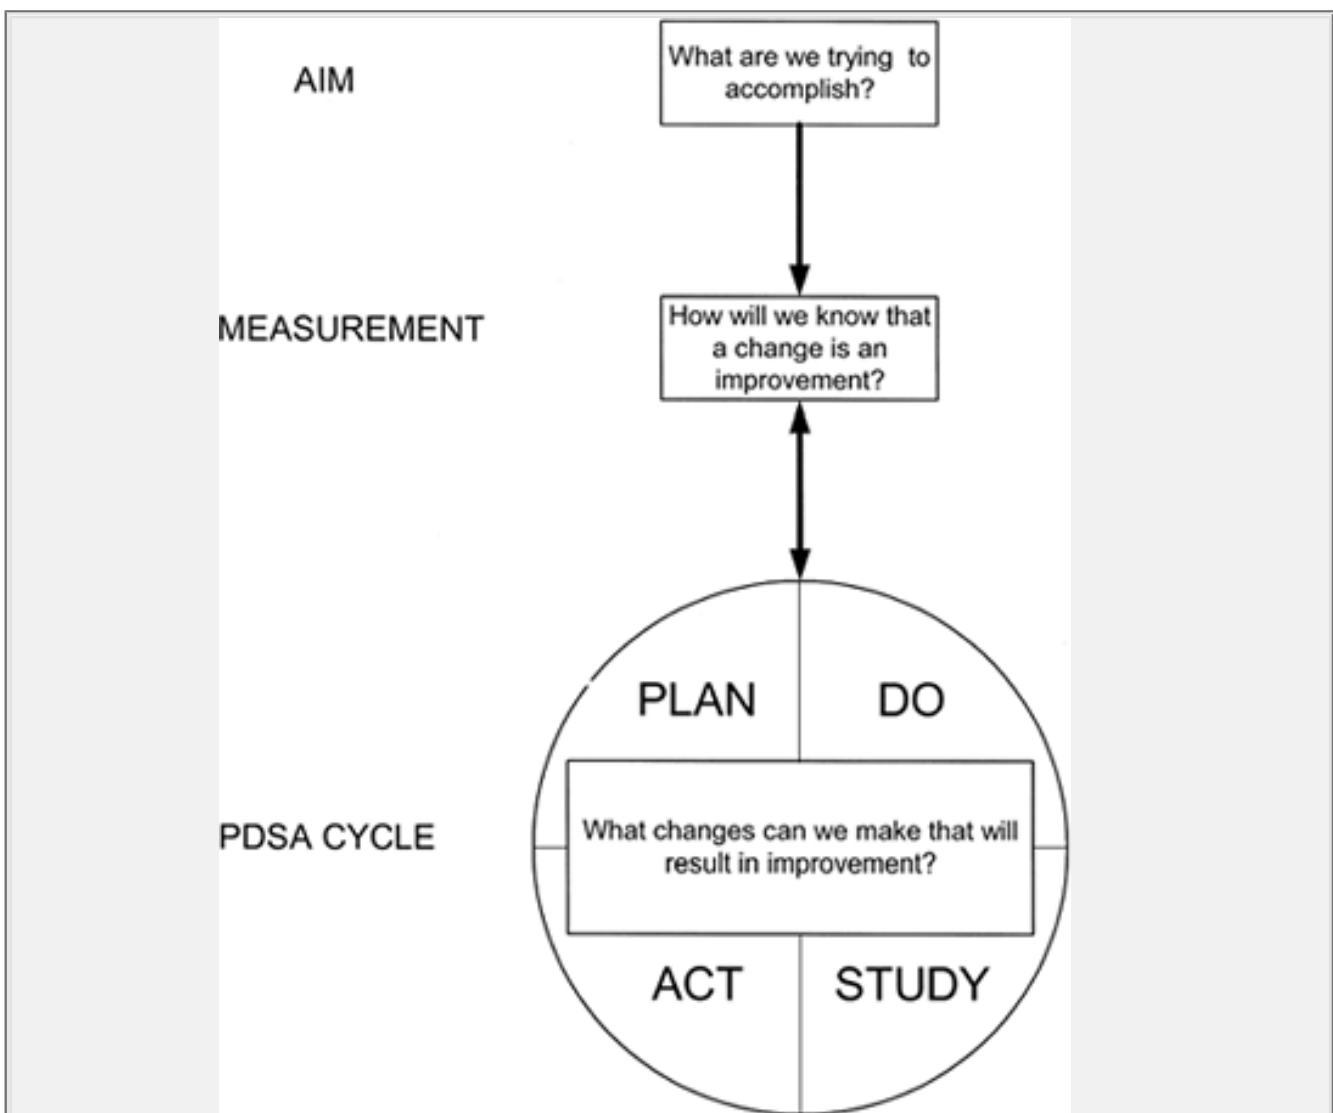 AIM
What are we trying to
accomplish?
MEASUREMENT
How will we know that
a change is an
improvement?
PLAN
DO
PDSA CYCLE
What changes can we make that will
result in improvement?
ACT
STUDY